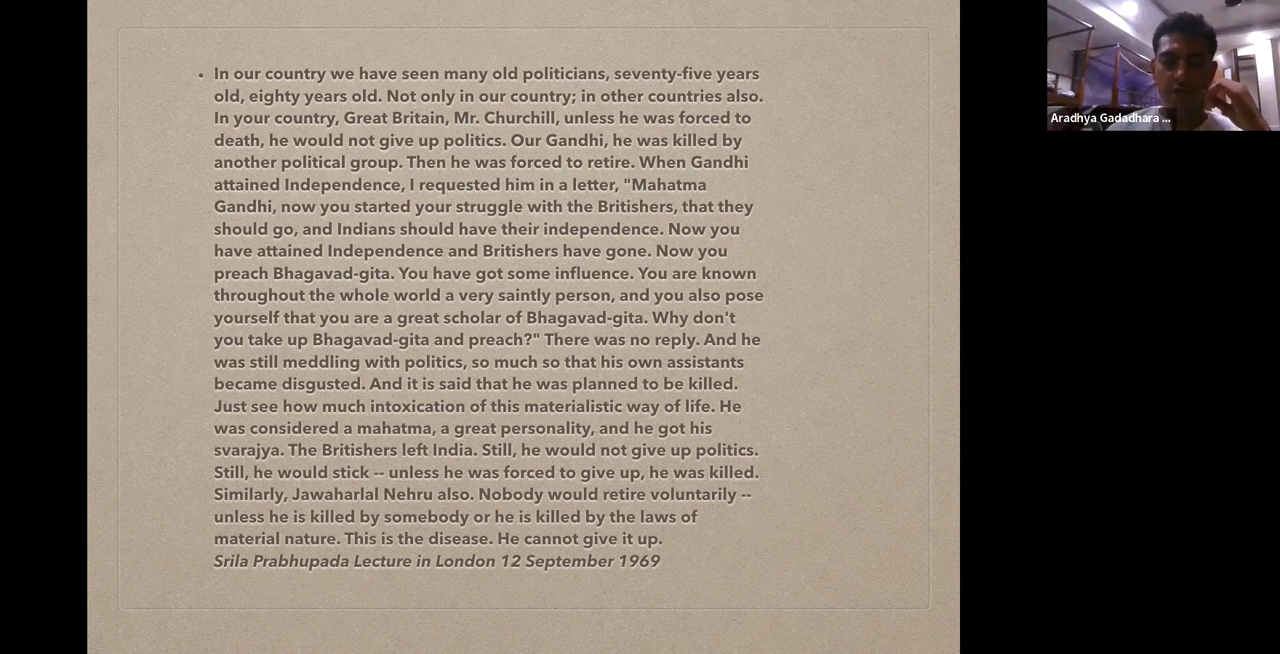 • In our country we have seen many old politicians, seventy-five years
old, eighty years old. Not only in our country; in other countries also.
In your country, Great Britain, Mr. Churchill, unless he was forced to
death, he would not give up politics. Our Gandhi, he was killed by
another political group. Then he was forced to retire. When Gandhi
attained Independence, I requested him in a letter, "Mahatma
Gandhi, now you started your struggle with the Britishers, that they
should go, and Indians should have their independence. Now you
have attained Independence and Britishers have gone. Now you
preach Bhagavad-gita. You have got some influence. You are known
throughout the whole world a very saintly person, and you also pose
yourself that you are a great scholar of Bhagavad-gita. Why don't
you take up Bhagavad-gita and preach?" There was no reply. And he
was still meddling with politics, so much so that his own assistants
became disgusted. And it is said that he was planned to be killed.
Just see how much intoxication of this materialistic way of life. He
was considered a mahatma, a great personality, and he got his
svarajya. The Britishers left India. Still, he would not give up politics.
Still, he would stick -- unless he was forced to give up, he was killed.
Similarly, Jawaharlal Nehru also. Nobody would retire voluntarily --
unless he is killed by somebody or he is killed by the laws of
material nature. This is the disease. He cannot give it up.
Srila Prabhupada Lecture in London 12 September 1969
Aradhya Gadadhara ...